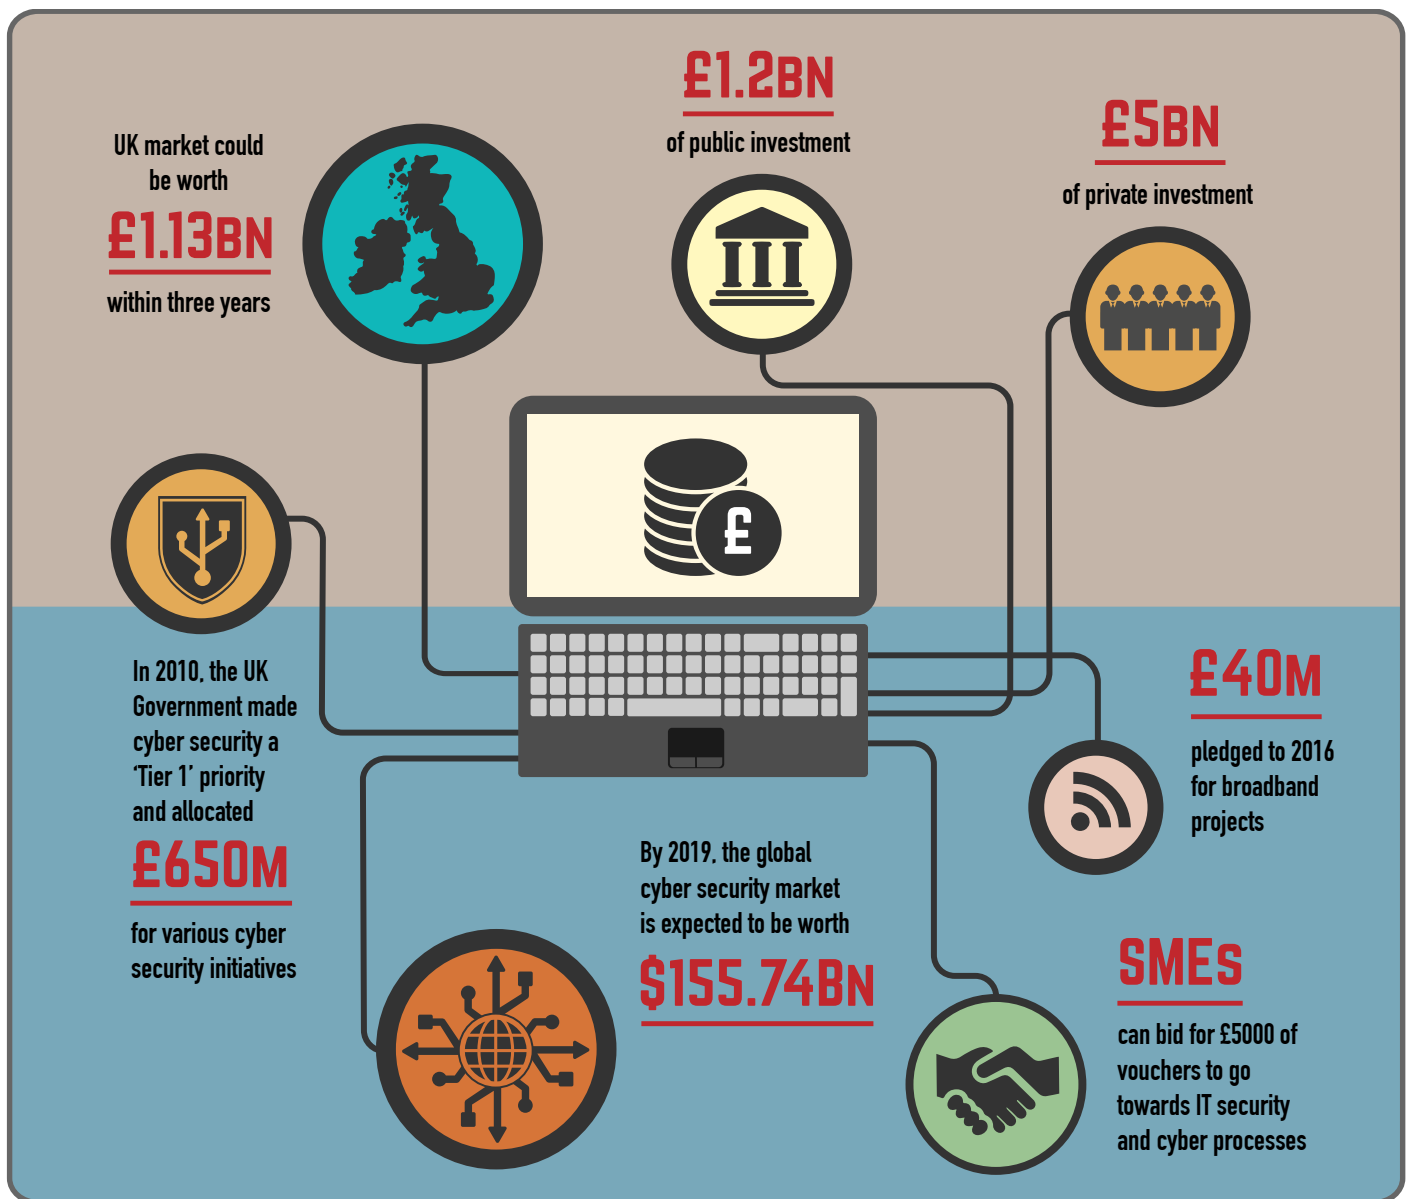 £1.2BN
of public investment
£5BN
of private investment
UK market could
be worth
£1.13BN
within three years
£
In 2010, the UK
Government made
cyber security a
‘Tier 1’ priority
and allocated
£650M
for various cyber
security initiatives
By 2019, the global
cyber security market
is expected to be worth
$155.74BN
£40M
pledged to 2016
for broadband
projects
SMEs
can bid for £5000 of
vouchers to go
towards IT security
and cyber processes